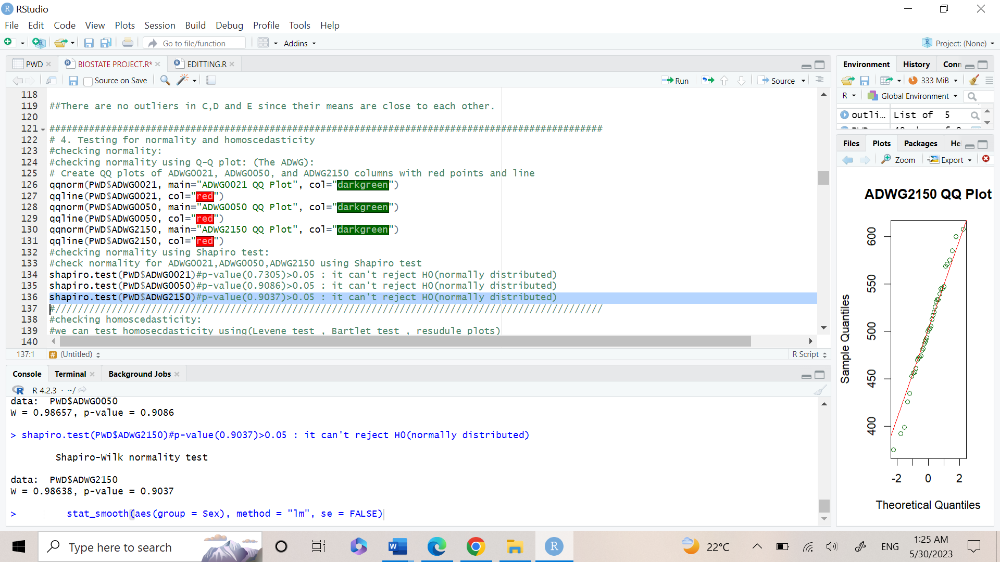 RStudio
File Edit Code View Plots Session Build Debug Profile Tools Help
Go to file/function Addins Project: (None)
PWD BIOSTATE PROJECT.R* EDITTING.R
Source on Save Run Source
118
119 ##There are no outliers in C,D and E since their means are close to each other.
120
121 ##################################################################################################
122 # 4. Testing for normality and homoscedasticity
123 #checking normality:
124 #checking normality using Q-Q plot: (The ADWG):
125 # Create QQ plots of ADWG0021, ADWG0050, and ADWG2150 columns with red points and line
126 qqnorm(PWD$ADWG0021, main="ADWG0021 QQ Plot", col="darkgreen")
127 qqline(PWD$ADWG0021, col="red")
128 qqnorm(PWD$ADWG0050, main="ADWG0050 QQ Plot", col="darkgreen")
129 qqline(PWD$ADWG0050, col="red")
130 qqnorm(PWD$ADWG2150, main="ADWG2150 QQ Plot", col="darkgreen")
131 qqline(PWD$ADWG2150, col="red")
132 #checking normality using Shapiro test:
133 #check normality for ADWG0021,ADWG0050,ADWG2150 using Shapiro test
134 shapiro.test(PWD$ADWG0021)#p-value(0.7305)>0.05 : it can't reject H0(normally distributed)
135 shapiro.test(PWD$ADWG0050)#p-value(0.9086)>0.05 : it can't reject H0(normally distributed)
136 shapiro.test(PWD$ADWG2150)#p-value(0.9037)>0.05 : it can't reject H0(normally distributed)
137 #/////////////////////////////////////////////////////////////////////////////////////////////////
138 #checking homoscedasticity:
139 #we can test homosecdasticity using(Levene test , Bartlet test , resudule plots)
140
137:1 # (Untitled) R Script
Console Terminal Background Jobs
R 4.2.3 · ~/
data: PWD$ADWG0050
W = 0.98657, p-value = 0.9086
> shapiro.test(PWD$ADWG2150)#p-value(0.9037)>0.05 : it can't reject H0(normally distributed)
Shapiro-Wilk normality test
data: PWD$ADWG2150
W = 0.98638, p-value = 0.9037
> stat_smooth(aes(group = Sex), method = "lm", se = FALSE)
Environment History Conn
333 MiB
R Global Environment
outli... List of 5
Files Plots Packages He
Zoom Export
ADWG2150 QQ Plot
Sample Quantiles
600
550
500
450
400
-2 0 2
Theoretical Quantiles
Type here to search
22°C ENG
1:25 AM
5/30/2023